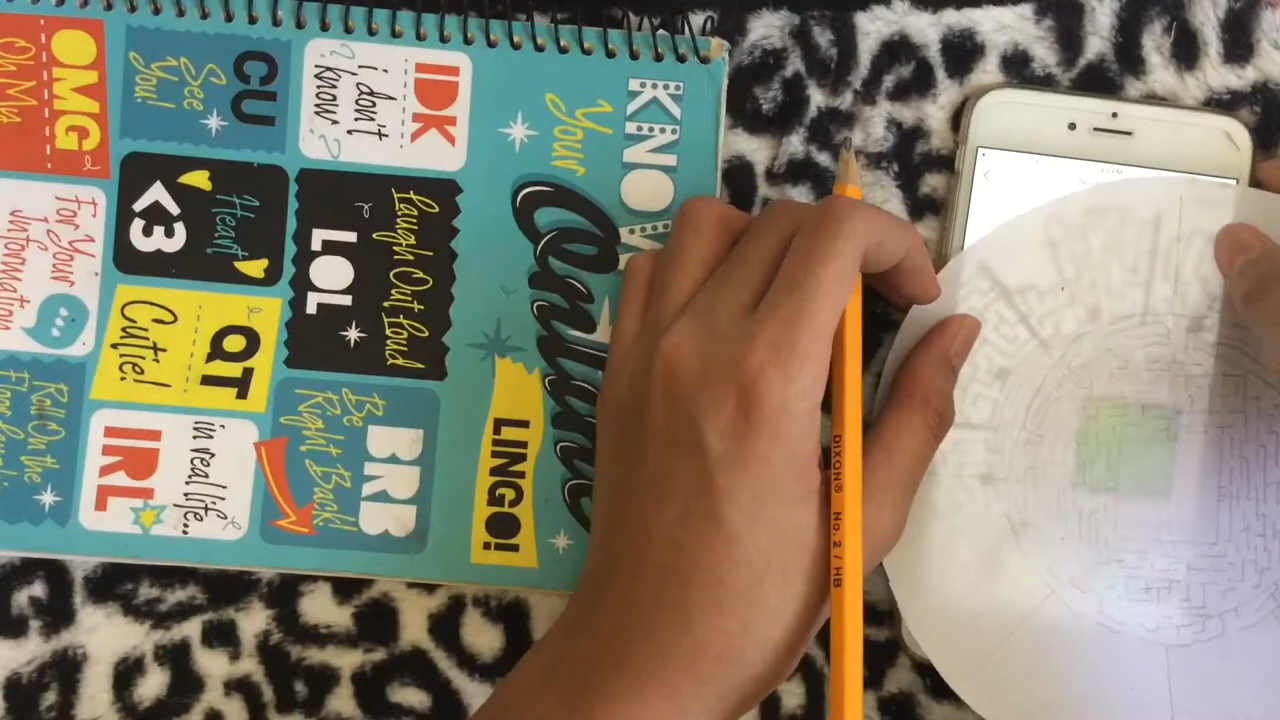 KNOW
Your
Online
LINGO!
IDK
i don't
know?
Laugh Out Loud
LOL
BRB
Be
Right Back!
CU
See
You!
Heart
<3
QT
Cutie!
in real life..
IRL
OMG
Oh My
For Your
Information
Roll On the
DIXON® No. 2 / HB